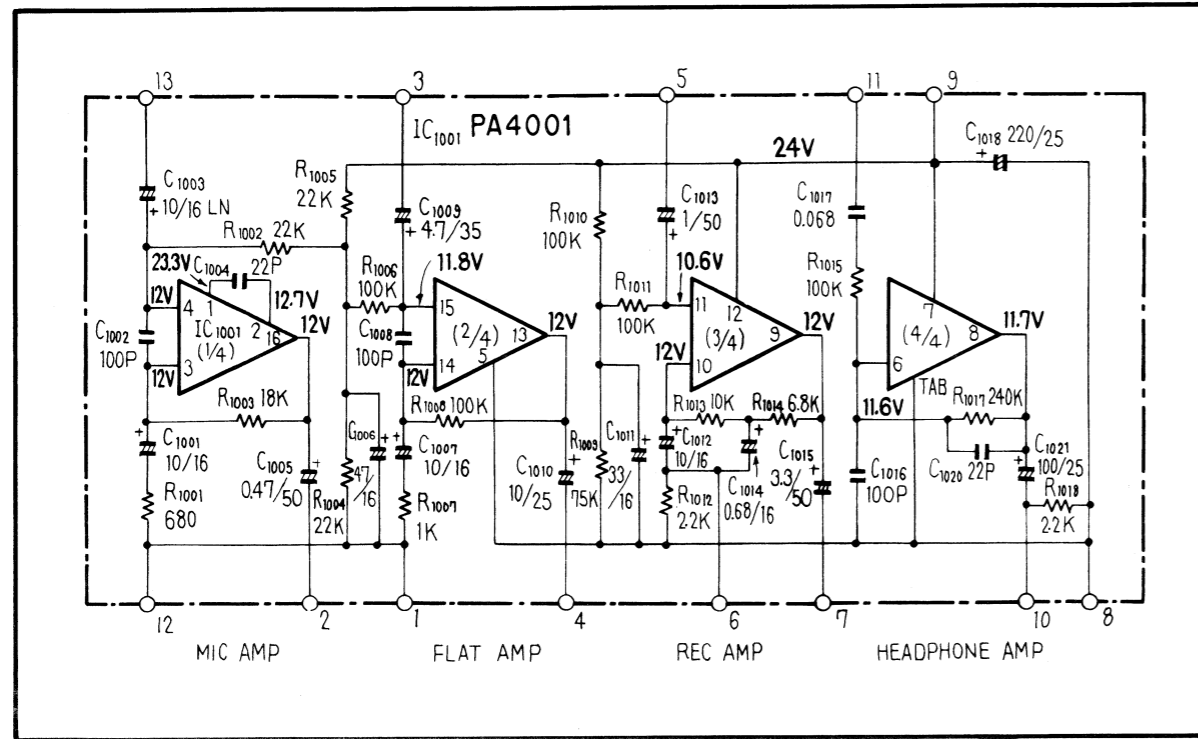 13
3
5
11
9
IC1001 PA4001
C1018 220/25
24V
C1003
10/16 LN
R1005
22K
C1009
4.7/35
R1010
100K
C1013
1/50
C1017
0.068
R1002 22K
23.3V
C1004
22P
R1006
100K
11.8V
R1011
100K
10.6V
R1015
100K
12V
4
1
12.7V
12V
IC1001
(1/4)
2
16
C1002
100P
12V
3
C1008
100P
15
(2/4)
13
12V
5
12V
14
11
12
(3/4)
9
12V
12V
10
7
(4/4)
8
11.7V
6
TAB
11.6V
R1003 18K
R1008 100K
R1013 10K
R1014 6.8K
R1017 240K
C1001
10/16
C1005
0.47/50
C1006
47/16
C1007
10/16
C1010
10/25
R1009
75K
C1011
33/16
C1012
10/16
C1014
0.68/16
C1015
3.3/50
C1016
100P
C1020 22P
C1021
100/25
R1001
680
R1004
22K
R1007
1K
R1012
22K
R1018
22K
12
2
1
4
6
7
10
8
MIC AMP
FLAT AMP
REC AMP
HEADPHONE AMP